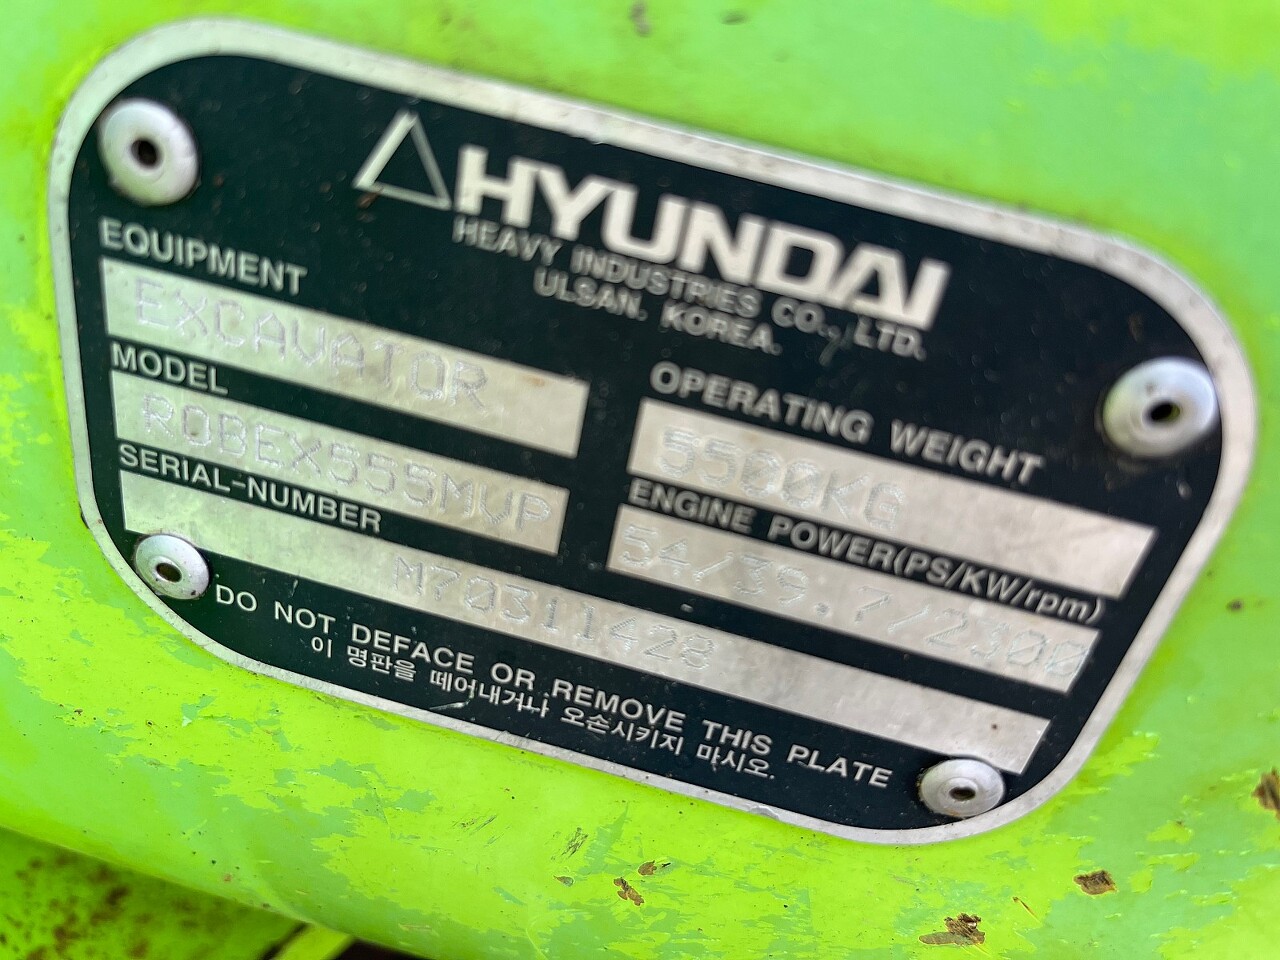 HYUNDAI
HEAVY INDUSTRIES CO., LTD.
ULSAN. KOREA.
EQUIPMENT
EXCAVATOR
MODEL
ROBEX555MVP
SERIAL-NUMBER
M70311428
OPERATING WEIGHT
5500KG
ENGINE POWER(PS/KW/rpm)
54/39.7/2300
DO NOT DEFACE OR REMOVE THIS PLATE
이 명판을 떼어내거나 오손시키지 마시오.